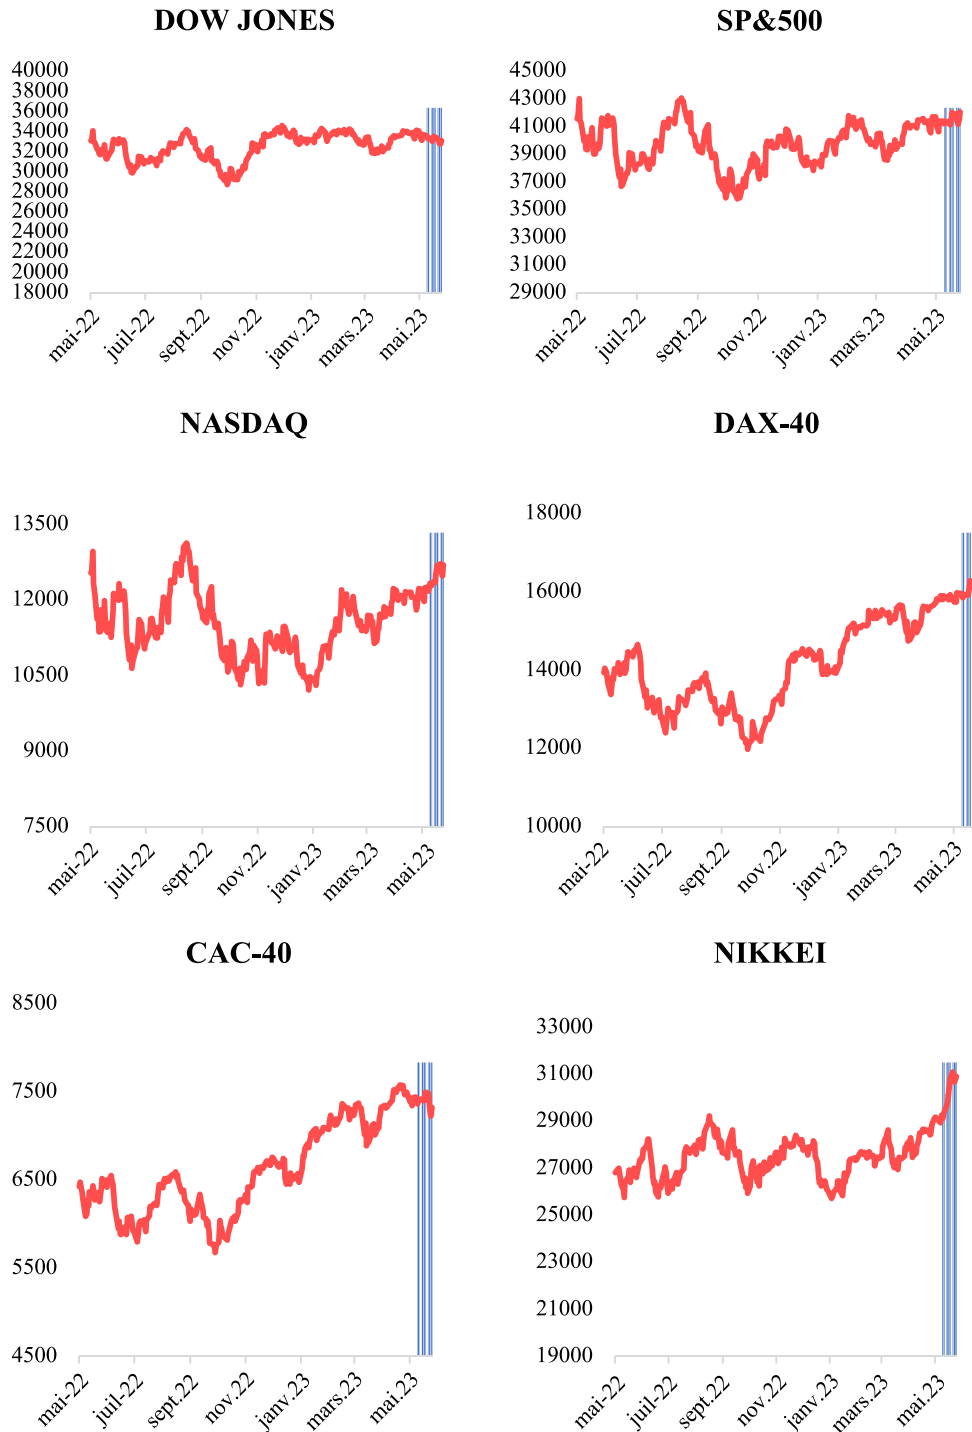 DOW JONES
40000
38000
36000
34000
32000
30000
28000
26000
24000
22000
20000
18000
mai-22
juil-22
sept.22
nov.22
janv.23
mars.23
mai.23
SP&500
45000
43000
41000
39000
37000
35000
33000
31000
29000
mai-22
juil-22
sept.22
nov.22
janv.23
mars.23
mai.23
NASDAQ
13500
12000
10500
9000
7500
mai-22
juil-22
sept.22
nov.22
janv.23
mars.23
mai.23
DAX-40
18000
16000
14000
12000
10000
mai-22
juil-22
sept.22
nov.22
janv.23
mars.23
mai.23
CAC-40
8500
7500
6500
5500
4500
mai-22
juil-22
sept.22
nov.22
janv.23
mars.23
mai.23
NIKKEI
33000
31000
29000
27000
25000
23000
21000
19000
mai-22
juil-22
sept.22
nov.22
janv.23
mars.23
mai.23